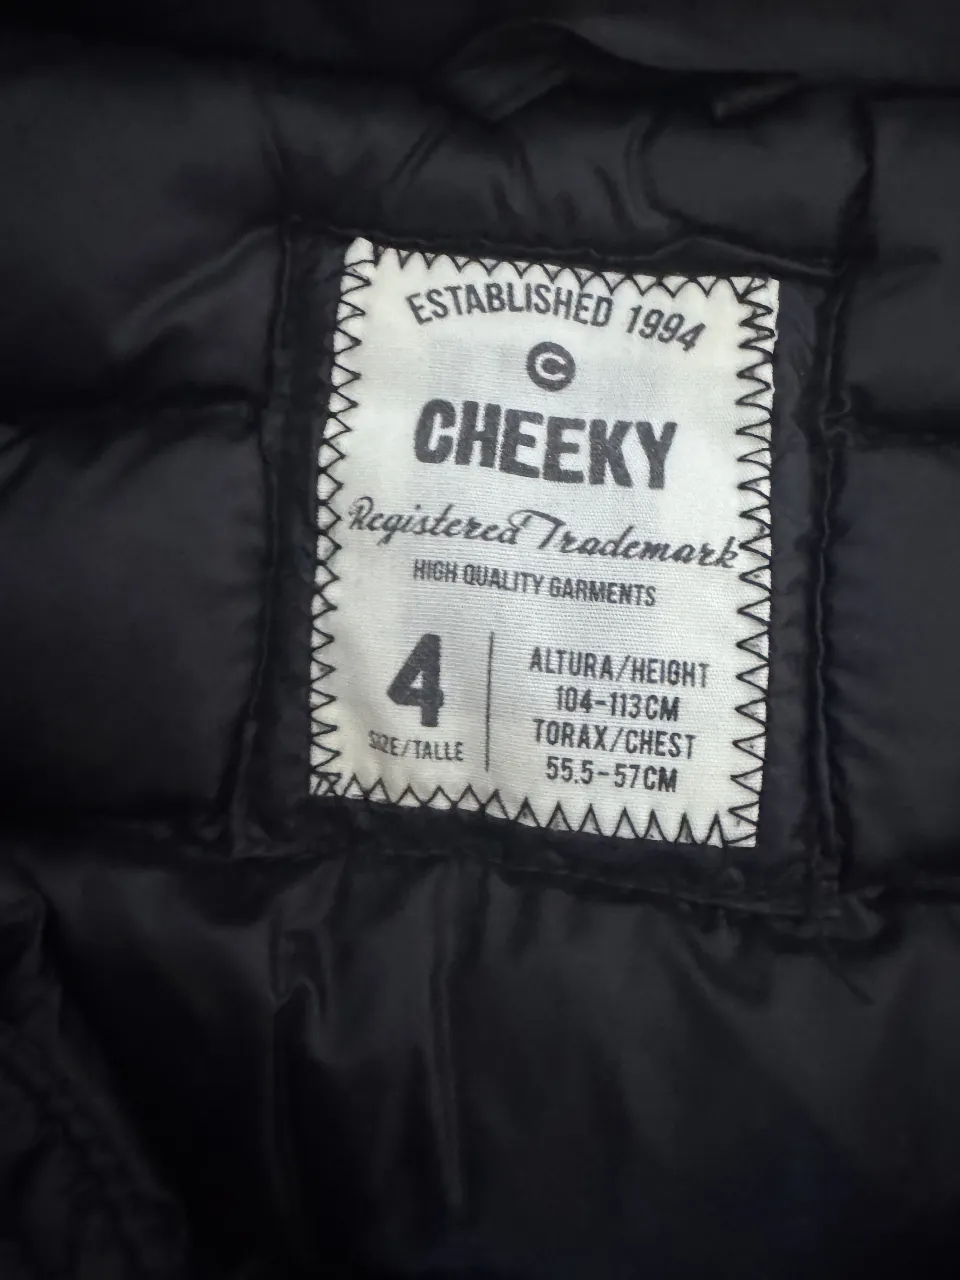 ESTABLISHED 1994
C
CHEEKY
Registered Trademark
HIGH QUALITY GARMENTS
4
SIZE/TALLE
ALTURA/HEIGHT
104-113CM
TORAX/CHEST
55.5-57CM